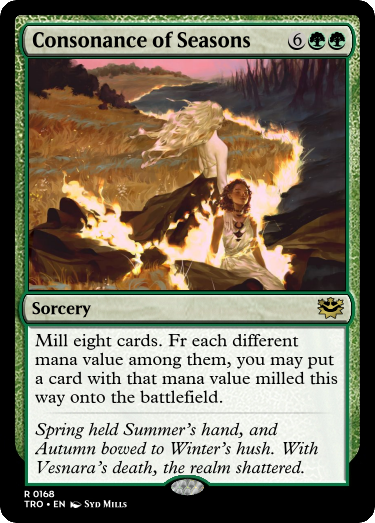 Consonance of Seasons 6
Sorcery
Mill eight cards. Fr each different
mana value among them, you may put
a card with that mana value milled this
way onto the battlefield.
Spring held Summer's hand, and
Autumn bowed to Winter's hush. With
Vesnara's death, the realm shattered.
R 0168
TRO • EN Syd Mills